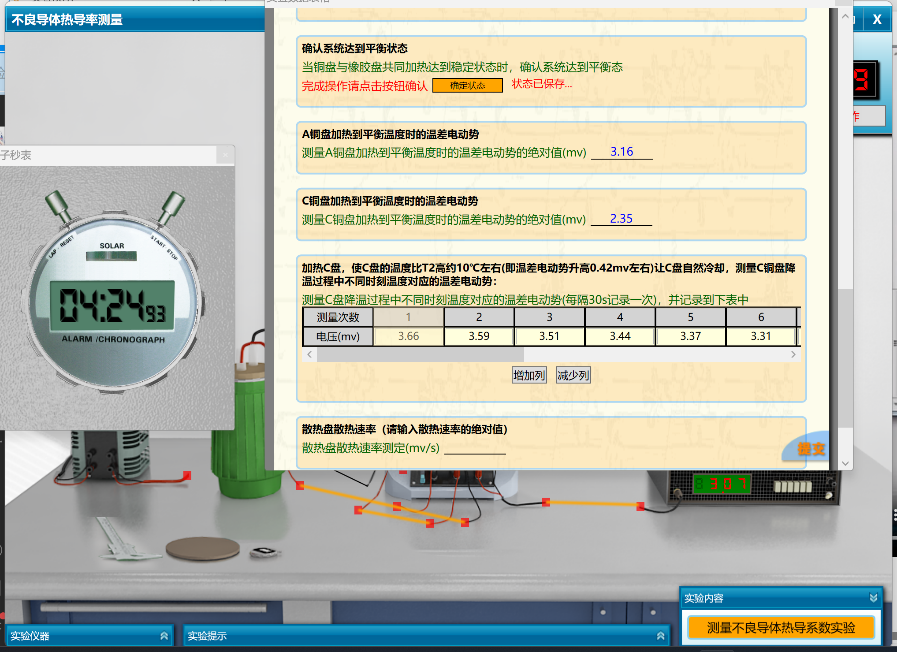 不良导体热导率测量
X
确认系统达到平衡状态
当铜盘与橡胶盘共同加热达到稳定状态时，确认系统达到平衡态
完成操作请点击按钮确认 确定状态 状态已保存...
A铜盘加热到平衡温度时的温差电动势
测量A铜盘加热到平衡温度时的温差电动势的绝对值(mv) 3.16
C铜盘加热到平衡温度时的温差电动势
测量C铜盘加热到平衡温度时的温差电动势的绝对值(mv) 2.35
加热C盘，使C盘的温度比T2高约10℃左右(即温差电动势升高0.42mv左右)让C盘自然冷却，测量C铜盘降
温过程中不同时刻温度对应的温差电动势：
测量C盘降温过程中不同时刻温度对应的温差电动势(每隔30s记录一次)，并记录到下表中
测量次数 1 2 3 4 5 6
电压(mv) 3.66 3.59 3.51 3.44 3.37 3.31
增加列 减少列
散热盘散热速率（请输入散热速率的绝对值）
散热盘散热速率测定(mv/s)
提交
子秒表
LAP RESET
SOLAR
START STOP
04:24 93
ALARM / CHRONOGRAPH
9
作
307
实验内容
测量不良导体热导系数实验
实验仪器
实验提示